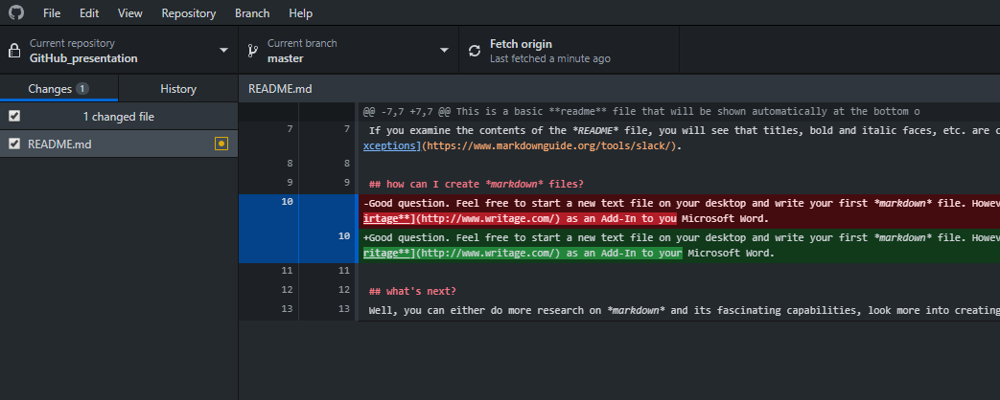 File Edit View Repository Branch Help
Current repository
GitHub_presentation
Current branch
master
Fetch origin
Last fetched a minute ago
Changes 1 History
README.md
1 changed file
README.md
@@ -7,7 +7,7 @@ This is a basic **readme** file that will be shown automatically at the bottom o
7 7 If you examine the contents of the *README* file, you will see that titles, bold and italic faces, etc. are c
xceptions](https://www.markdownguide.org/tools/slack/).
8 8
9 9 ## how can I create *markdown* files?
10 -Good question. Feel free to start a new text file on your desktop and write your first *markdown* file. Howev
irtage**](http://www.writage.com/) as an Add-In to you Microsoft Word.
10 +Good question. Feel free to start a new text file on your desktop and write your first *markdown* file. Howev
ritage**](http://www.writage.com/) as an Add-In to your Microsoft Word.
11 11
12 12 ## what's next?
13 13 Well, you can either do more research on *markdown* and its fascinating capabilities, look more into creating